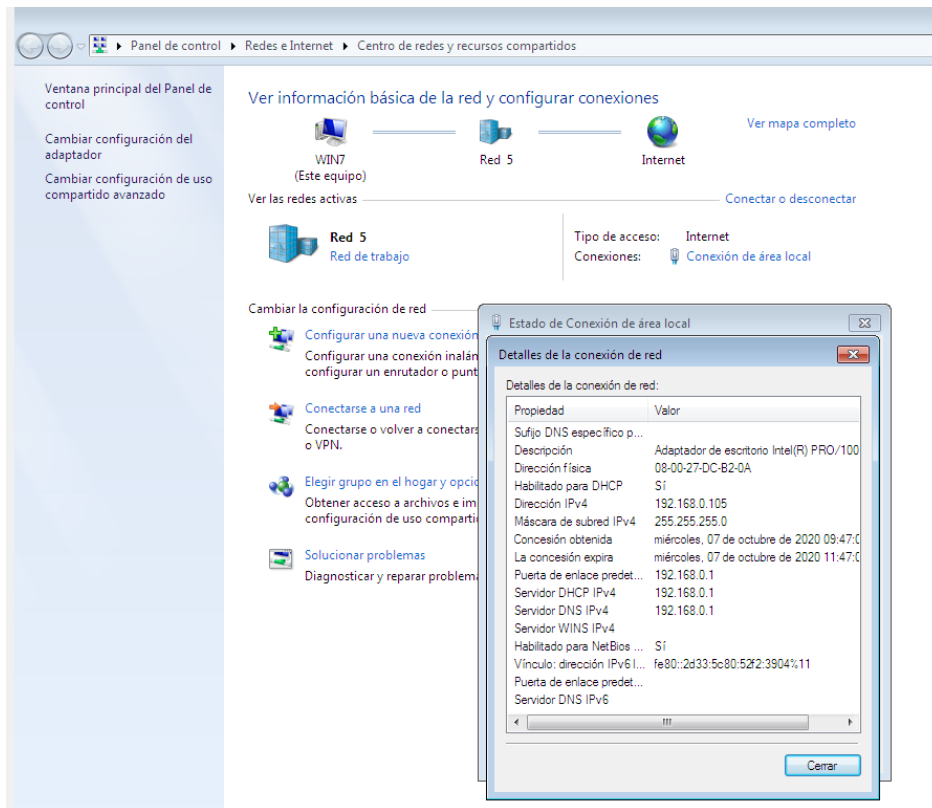 Panel de control ▸ Redes e Internet ▸ Centro de redes y recursos compartidos
Ventana principal del Panel de
control
Cambiar configuración del
adaptador
Cambiar configuración de uso
compartido avanzado
Ver información básica de la red y configurar conexiones
Ver mapa completo
WIN7
(Este equipo)
Red 5
Internet
Ver las redes activas
Conectar o desconectar
Red 5
Red de trabajo
Tipo de acceso: Internet
Conexiones: Conexión de área local
Cambiar la configuración de red
Configurar una nueva conexión
Configurar una conexión inalám
configurar un enrutador o punt
Conectarse a una red
Conectarse o volver a conectars
o VPN.
Elegir grupo en el hogar y opcio
Obtener acceso a archivos e im
configuración de uso comparti
Solucionar problemas
Diagnosticar y reparar problema
Estado de Conexión de área local
Detalles de la conexión de red
Detalles de la conexión de red:
Propiedad Valor
Sufijo DNS específico p...
Descripción Adaptador de escritorio Intel(R) PRO/100
Dirección física 08-00-27-DC-B2-0A
Habilitado para DHCP Sí
Dirección IPv4 192.168.0.105
Máscara de subred IPv4 255.255.255.0
Concesión obtenida miércoles, 07 de octubre de 2020 09:47:0
La concesión expira miércoles, 07 de octubre de 2020 11:47:0
Puerta de enlace predet... 192.168.0.1
Servidor DHCP IPv4 192.168.0.1
Servidor DNS IPv4 192.168.0.1
Servidor WINS IPv4
Habilitado para NetBios ... Sí
Vínculo: dirección IPv6 l... fe80::2d33:5c80:52f2:3904%11
Puerta de enlace predet...
Servidor DNS IPv6
Cerrar